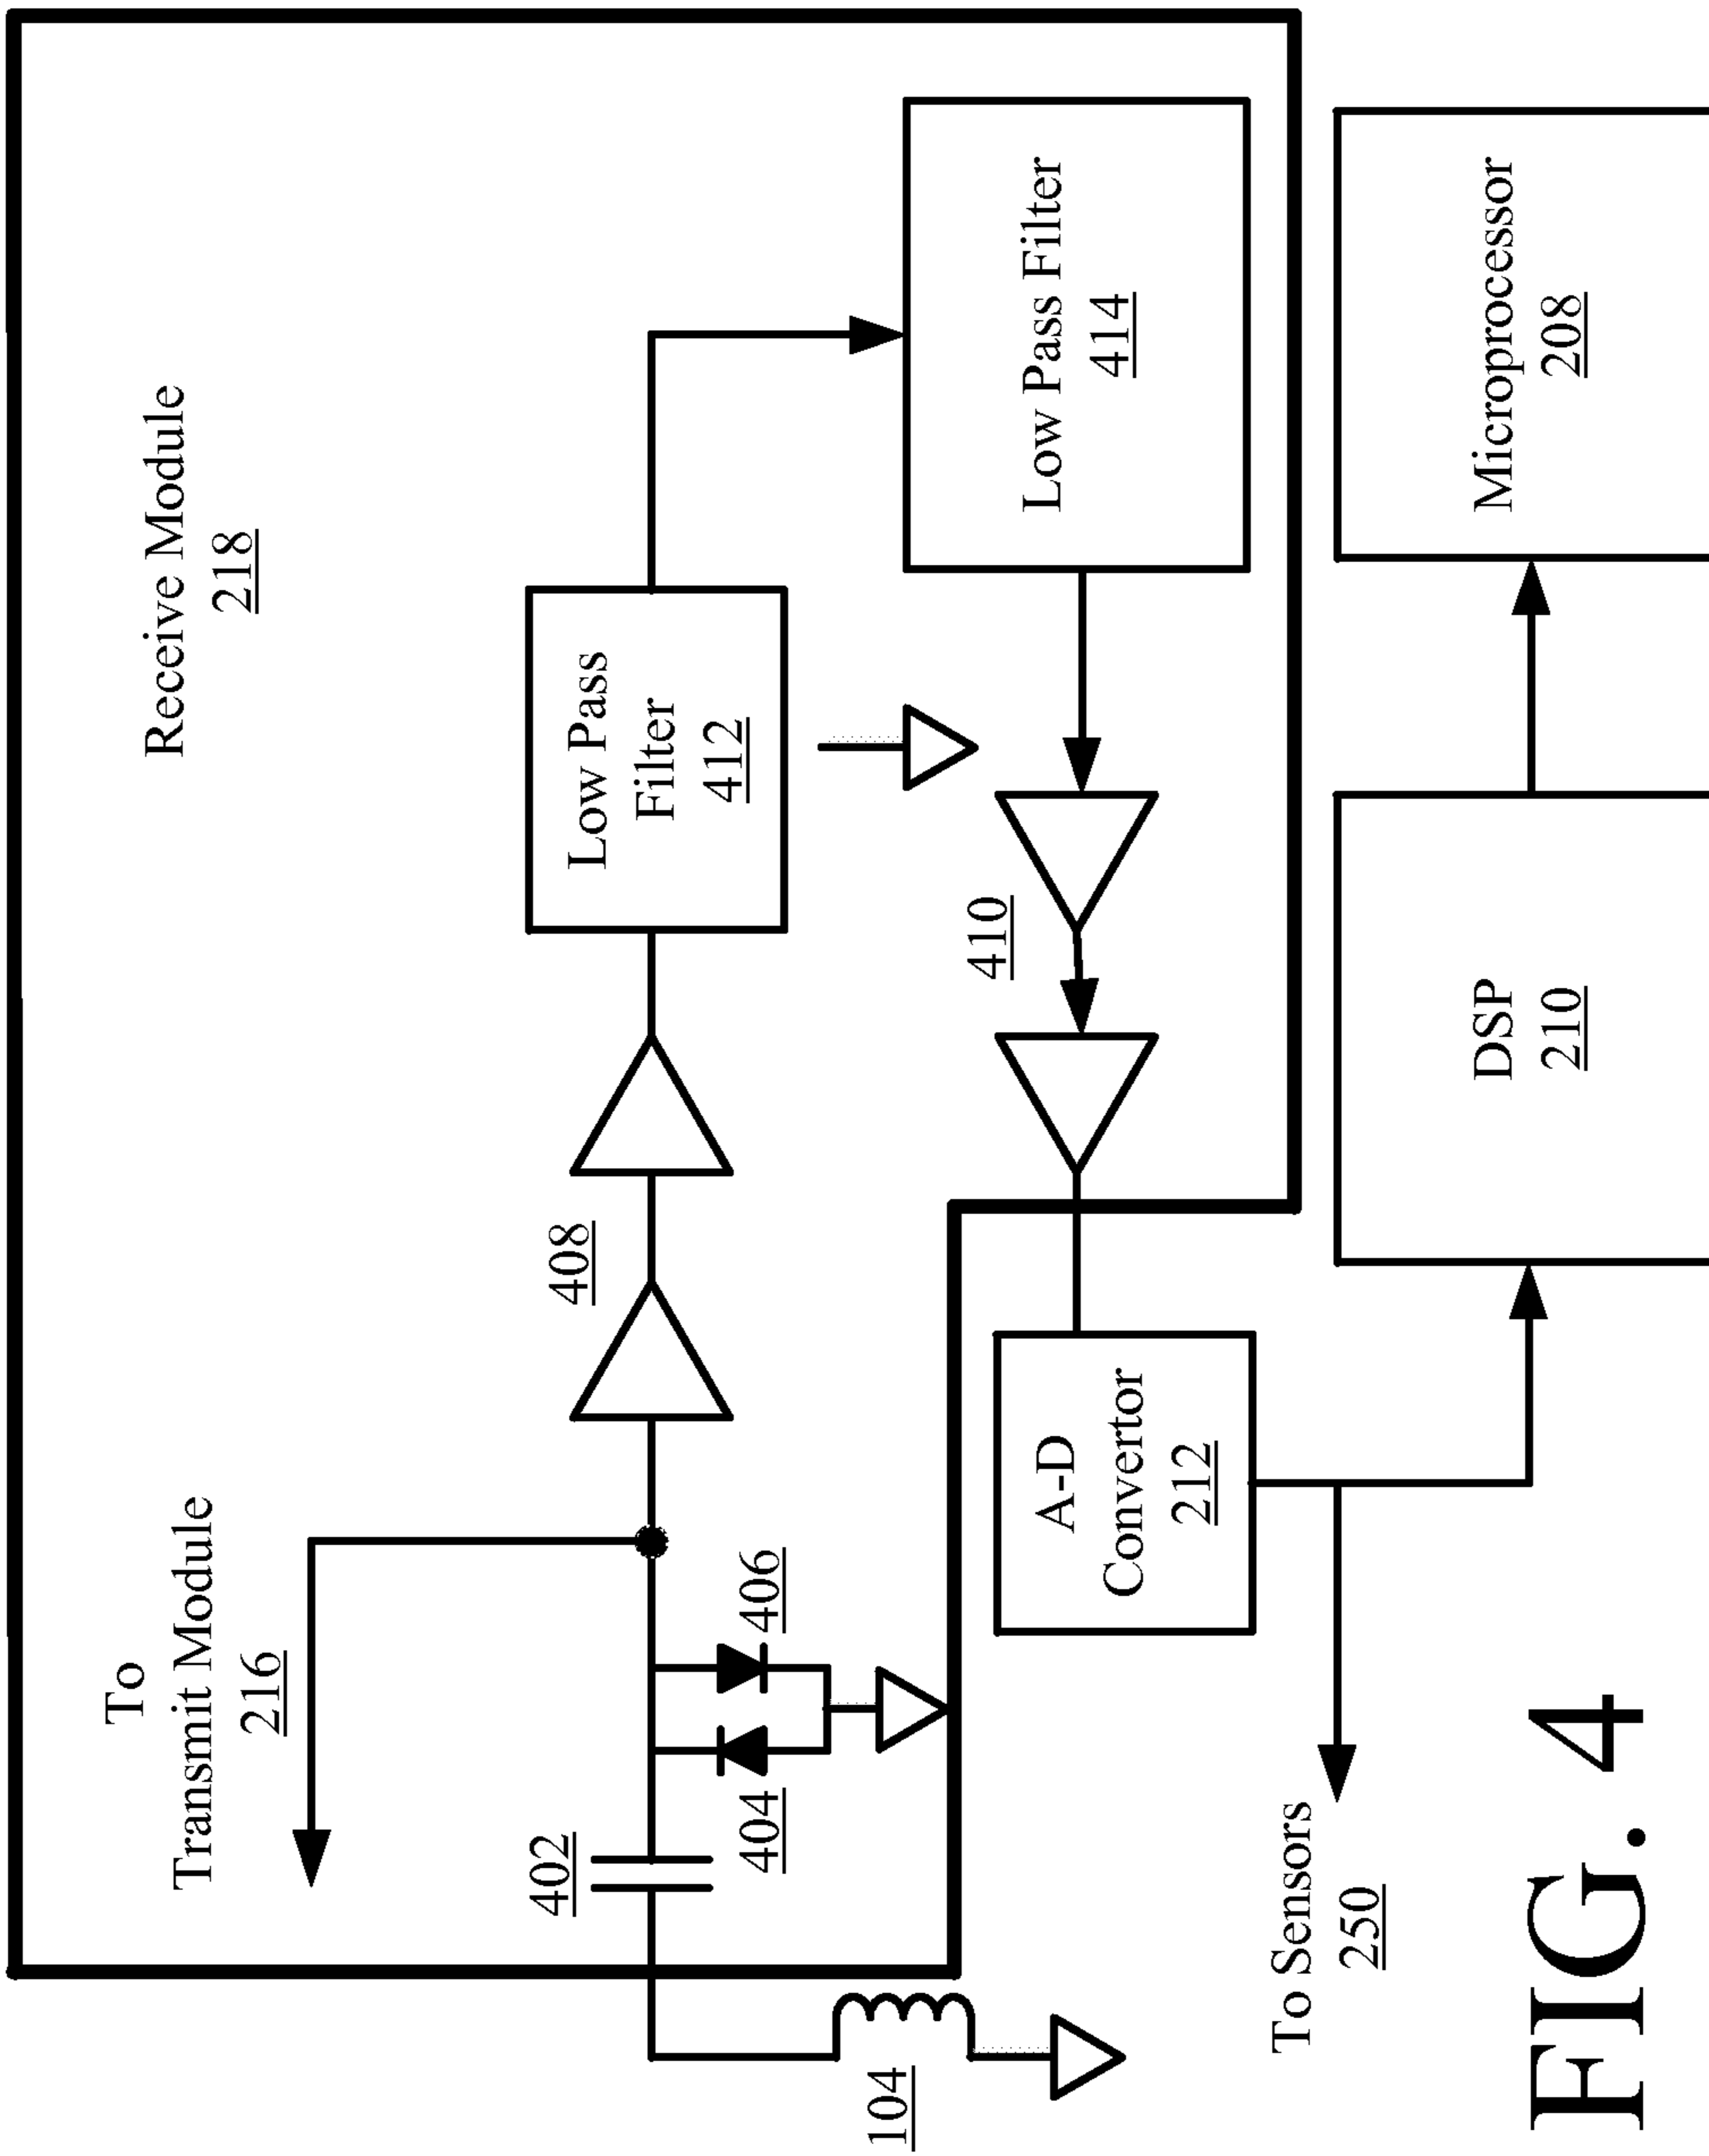 Receive Module
218
To
Transmit Module
216
402
404
406
408
Low Pass
Filter
412
104
410
Low Pass Filter
414
A-D
Convertor
212
To Sensors
250
DSP
210
Microprocessor
208
FIG. 4